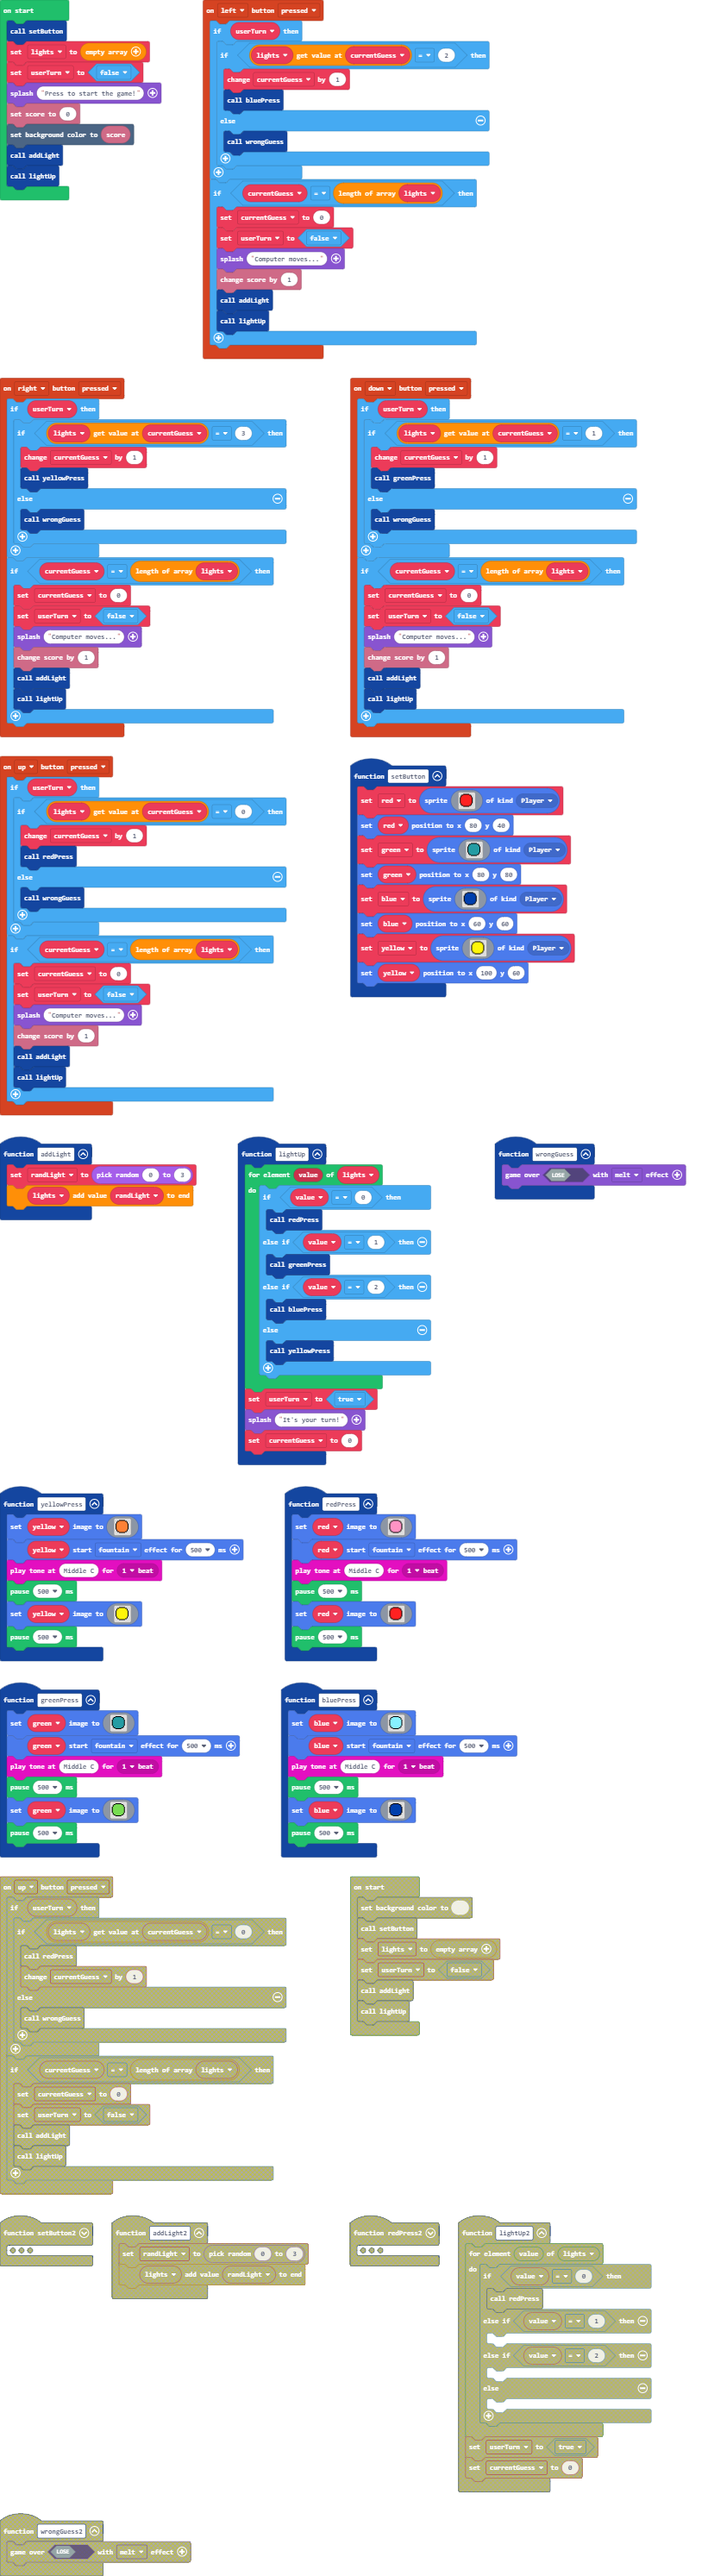 on start
call setButton
set lights to empty array
set userTurn to false
splash "Press to start the game!"
set score to 0
set background color to score
call addLight
call lightUp
on left button pressed
if userTurn then
if lights get value at currentGuess = 2 then
change currentGuess by 1
call bluePress
else
call wrongGuess
if currentGuess = length of array lights then
set currentGuess to 0
set userTurn to false
splash "Computer moves..."
change score by 1
call addLight
call lightUp
on right button pressed
if userTurn then
if lights get value at currentGuess = 3 then
change currentGuess by 1
call yellowPress
else
call wrongGuess
if currentGuess = length of array lights then
set currentGuess to 0
set userTurn to false
splash "Computer moves..."
change score by 1
call addLight
call lightUp
on down button pressed
if userTurn then
if lights get value at currentGuess = 1 then
change currentGuess by 1
call greenPress
else
call wrongGuess
if currentGuess = length of array lights then
set currentGuess to 0
set userTurn to false
splash "Computer moves..."
change score by 1
call addLight
call lightUp
on up button pressed
if userTurn then
if lights get value at currentGuess = 0 then
change currentGuess by 1
call redPress
else
call wrongGuess
if currentGuess = length of array lights then
set currentGuess to 0
set userTurn to false
splash "Computer moves..."
change score by 1
call addLight
call lightUp
function setButton
set red to sprite of kind Player
set red position to x 80 y 40
set green to sprite of kind Player
set green position to x 80 y 80
set blue to sprite of kind Player
set blue position to x 60 y 60
set yellow to sprite of kind Player
set yellow position to x 100 y 60
function addLight
set randLight to pick random 0 to 3
lights add value randLight to end
function lightUp
for element value of lights
do if value = 0 then
call redPress
else if value = 1 then
call greenPress
else if value = 2 then
call bluePress
else
call yellowPress
set userTurn to true
splash "It's your turn!"
set currentGuess to 0
function wrongGuess
game over LOSE with melt effect
function yellowPress
set yellow image to
yellow start fountain effect for 500 ms
play tone at Middle C for 1 beat
pause 500 ms
set yellow image to
pause 500 ms
function redPress
set red image to
red start fountain effect for 500 ms
play tone at Middle C for 1 beat
pause 500 ms
set red image to
pause 500 ms
function greenPress
set green image to
green start fountain effect for 500 ms
play tone at Middle C for 1 beat
pause 500 ms
set green image to
pause 500 ms
function bluePress
set blue image to
blue start fountain effect for 500 ms
play tone at Middle C for 1 beat
pause 500 ms
set blue image to
pause 500 ms
on up button pressed
if userTurn then
if lights get value at currentGuess = 0 then
call redPress
change currentGuess by 1
else
call wrongGuess
if currentGuess = length of array lights then
set currentGuess to 0
set userTurn to false
call addLight
call lightUp
on start
set background color to
call setButton
set lights to empty array
set userTurn to false
call addLight
call lightUp
function setButton2
function addLight2
set randLight to pick random 0 to 3
lights add value randLight to end
function redPress2
function lightUp2
for element value of lights
do if value = 0 then
call redPress
else if value = 1 then
else if value = 2 then
else
set userTurn to true
set currentGuess to 0
function wrongGuess2
game over LOSE with melt effect